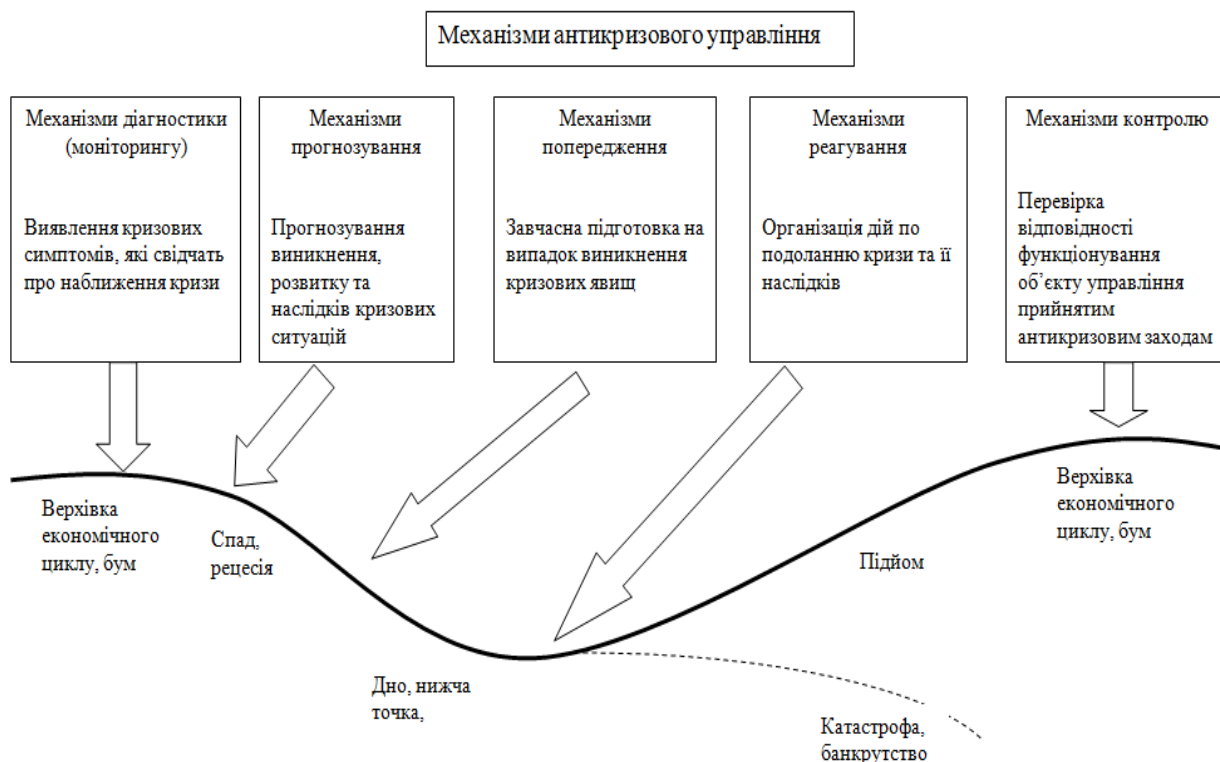 Механізми антикризового управління
Механізми діагностики
(моніторингу)
Виявлення кризових
симптомів, які свідчать
про наближення кризи
Механізми
прогнозування
Прогнозування
виникнення,
розвитку та
наслідків кризових
ситуацій
Механізми
попередження
Завчасна підготовка на
випадок виникнення
кризових явищ
Механізми
реагування
Організація дій по
подоланню кризи та її
наслідків
Механізми контролю
Перевірка
відповідності
функціонування
об’єкту управління
прийнятим
антикризовим заходам
Верхівка
економічного
циклу, бум
Спад,
рецесія
Дно, нижча
точка,
Підйом
Верхівка
економічного
циклу, бум
Катастрофа,
банкрутство